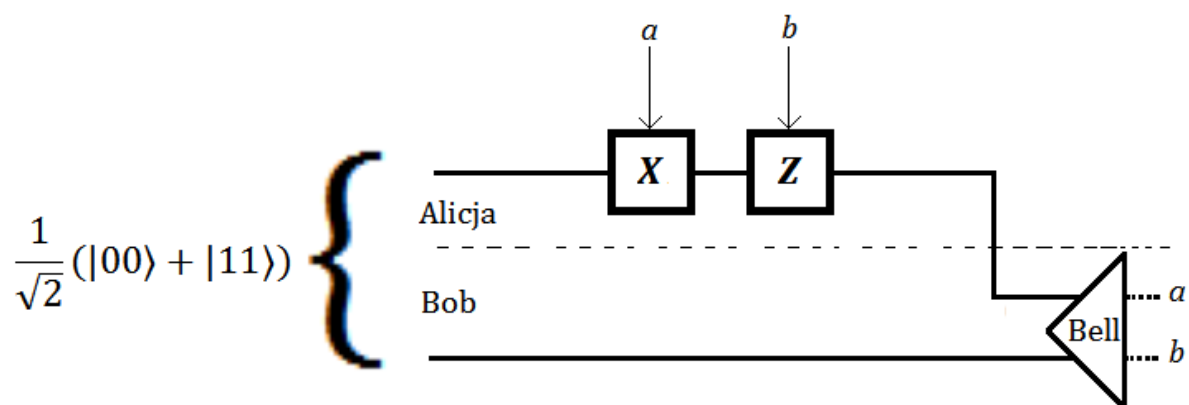 a b
X Z
Alicja
1/√2 (|00⟩ + |11⟩)
Bob
a
Bell
b